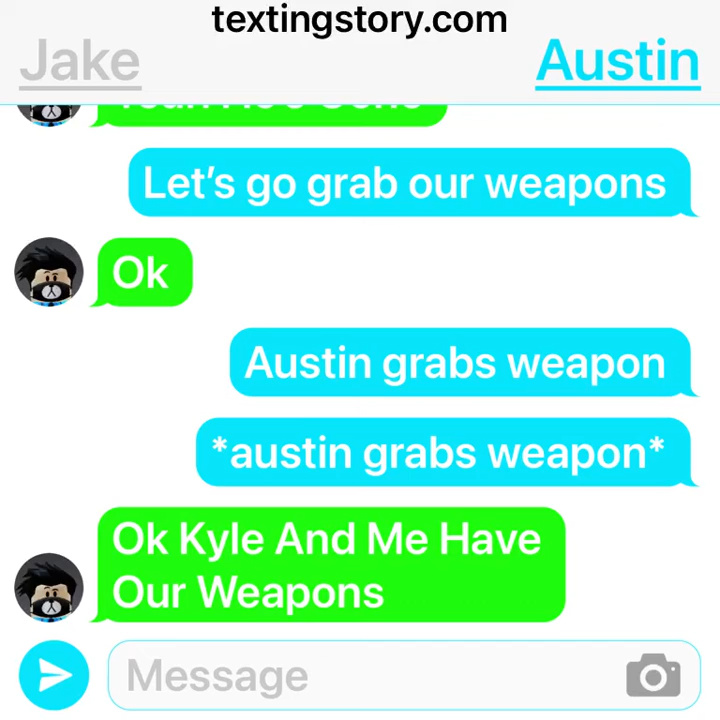 textingstory.com
Jake
Austin
Let’s go grab our weapons
Ok
Austin grabs weapon
*austin grabs weapon*
Ok Kyle And Me Have
Our Weapons
Message